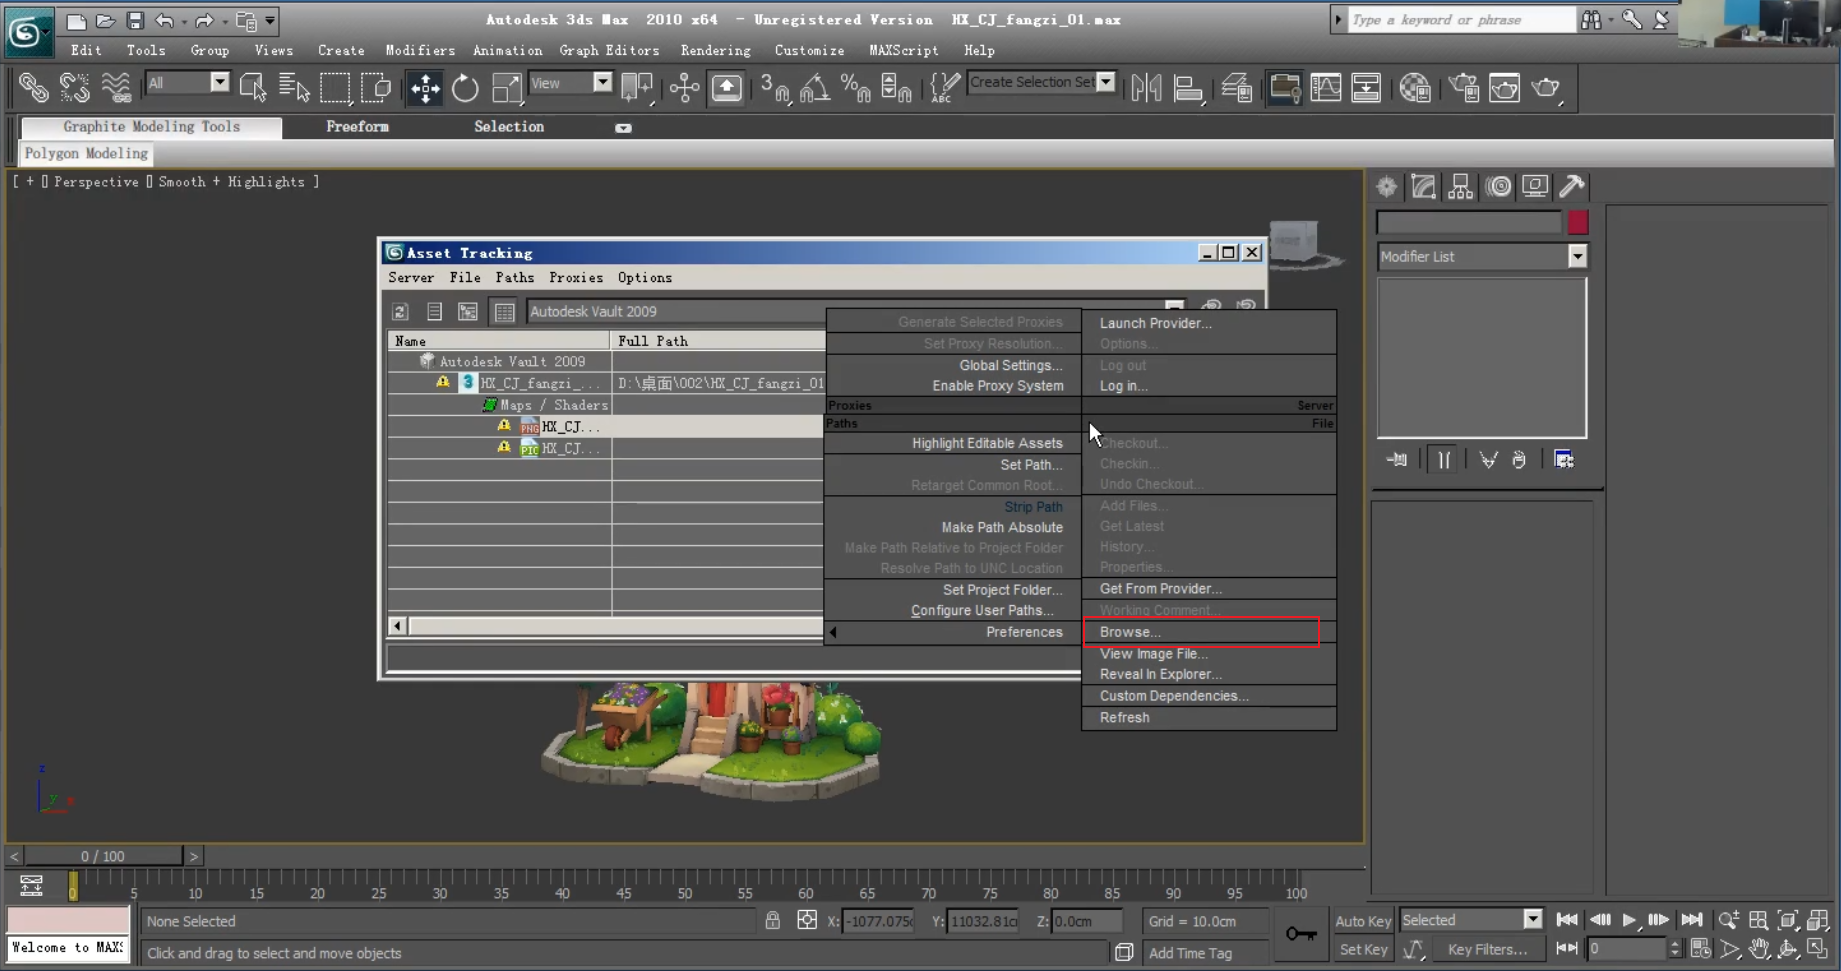 Autodesk 3ds Max 2010 x64 - Unregistered Version HX_CJ_fangzi_01.max
Type a keyword or phrase
Edit Tools Group Views Create Modifiers Animation Graph Editors Rendering Customize MAXScript Help
All
View
3
%
ABC
Create Selection Set
Graphite Modeling Tools Freeform Selection
Polygon Modeling
[ + [] Perspective [] Smooth + Highlights ]
Modifier List
Asset Tracking
Server File Paths Proxies Options
Autodesk Vault 2009
Name Full Path
Autodesk Vault 2009
3 HX_CJ_fangzi_... D:\桌面\002\HX_CJ_fangzi_01
Maps / Shaders
PNG HX_CJ...
PIC HX_CJ...
Generate Selected Proxies
Set Proxy Resolution...
Global Settings...
Enable Proxy System
Proxies
Paths
Highlight Editable Assets
Set Path...
Retarget Common Root...
Strip Path
Make Path Absolute
Make Path Relative to Project Folder
Resolve Path to UNC Location
Set Project Folder...
Configure User Paths...
Preferences
Launch Provider...
Options...
Log out
Log in...
Server
File
Checkout...
Checkin...
Undo Checkout...
Add Files...
Get Latest
History...
Properties...
Get From Provider...
Working Comment...
Browse...
View Image File...
Reveal In Explorer...
Custom Dependencies...
Refresh
z
y
x
< 0 / 100 >
0 5 10 15 20 25 30 35 40 45 50 55 60 65 70 75 80 85 90 95 100
None Selected X: -1077.075c Y: 11032.81c Z: 0.0cm Grid = 10.0cm Auto Key Selected
Welcome to MAXS
Click and drag to select and move objects Add Time Tag Set Key Key Filters... 0